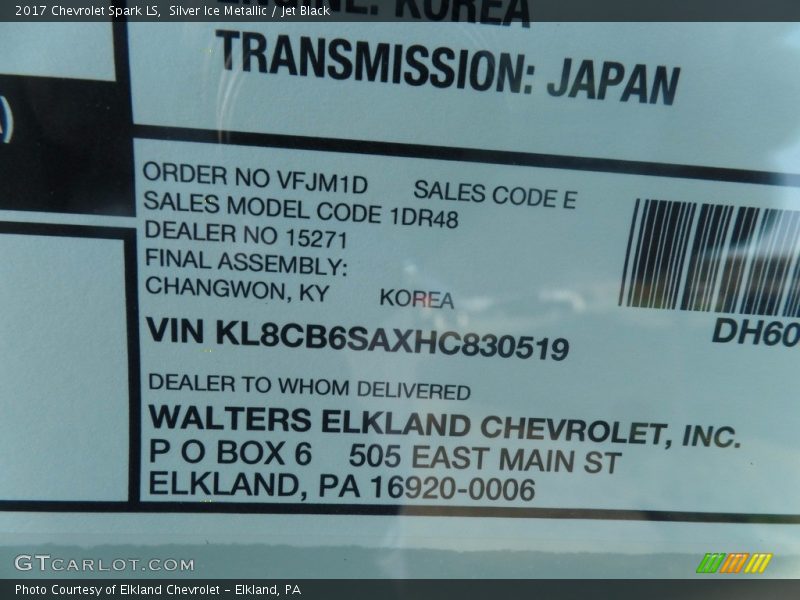 2017 Chevrolet Spark LS, Silver Ice Metallic / Jet Black
ENGINE: KOREA
TRANSMISSION: JAPAN
ORDER NO VFJM1D SALES CODE E
SALES MODEL CODE 1DR48
DEALER NO 15271
FINAL ASSEMBLY:
CHANGWON, KY KOREA
VIN KL8CB6SAXHC830519
DH60
DEALER TO WHOM DELIVERED
WALTERS ELKLAND CHEVROLET, INC.
P O BOX 6 505 EAST MAIN ST
ELKLAND, PA 16920-0006
GTCARLOT.COM
Photo Courtesy of Elkland Chevrolet - Elkland, PA